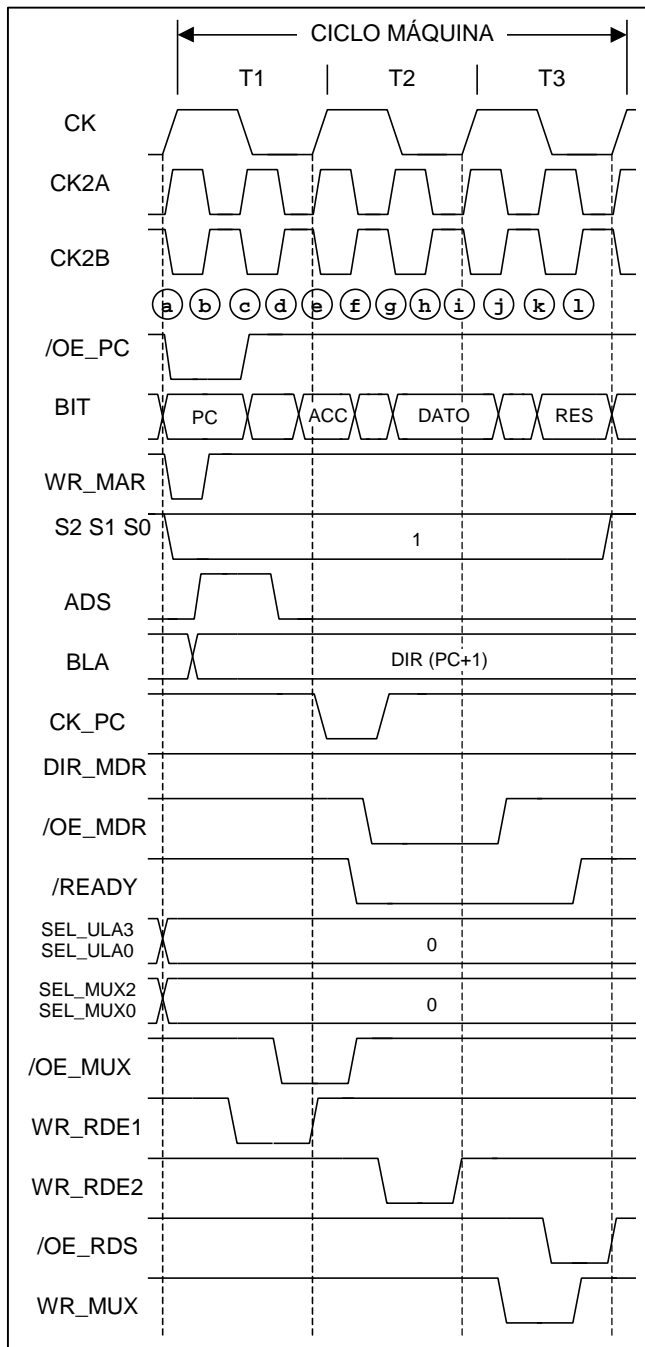 CICLO MÁQUINA
T1 T2 T3
CK
CK2A
CK2B
a b c d e f g h i j k l
/OE_PC
BIT PC ACC DATO RES
WR_MAR
S2 S1 S0 1
ADS
BLA DIR (PC+1)
CK_PC
DIR_MDR
/OE_MDR
/READY
SEL_ULA3
SEL_ULA0 0
SEL_MUX2
SEL_MUX0 0
/OE_MUX
WR_RDE1
WR_RDE2
/OE_RDS
WR_MUX